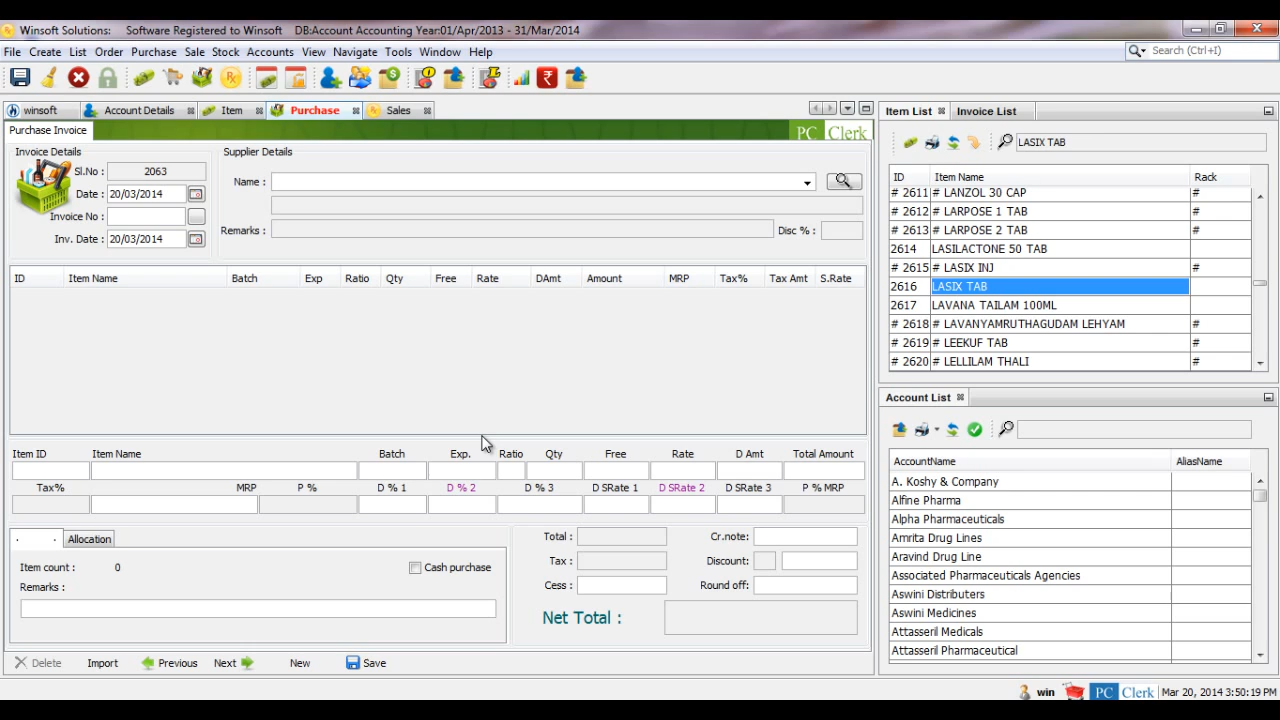 Winsoft Solutions: Software Registered to Winsoft DB:Account Accounting Year:01/Apr/2013 - 31/Mar/2014
File Create List Order Purchase Sale Stock Accounts View Navigate Tools Window Help
Search (Ctrl+I)
winsoft Account Details Item Purchase Sales
Purchase Invoice
PC Clerk
Invoice Details
Sl.No : 2063
Date : 20/03/2014
Invoice No :
Inv. Date : 20/03/2014
Supplier Details
Name :
Remarks : Disc % :
ID Item Name Batch Exp Ratio Qty Free Rate DAmt Amount MRP Tax% Tax Amt S.Rate
Item ID Item Name Batch Exp. Ratio Qty Free Rate D Amt Total Amount
Tax% MRP P % D % 1 D % 2 D % 3 D SRate 1 D SRate 2 D SRate 3 P % MRP
. . Allocation
Item count : 0 Cash purchase
Remarks :
Total : Cr.note:
Tax : Discount:
Cess : Round off:
Net Total :
Delete Import Previous Next New Save
Item List Invoice List
LASIX TAB
ID Item Name Rack
# 2611 # LANZOL 30 CAP #
# 2612 # LARPOSE 1 TAB #
# 2613 # LARPOSE 2 TAB #
2614 LASILACTONE 50 TAB
# 2615 # LASIX INJ #
2616 LASIX TAB
2617 LAVANA TAILAM 100ML
# 2618 # LAVANYAMRUTHAGUDAM LEHYAM #
# 2619 # LEEKUF TAB #
# 2620 # LELLILAM THALI #
Account List
AccountName AliasName
A. Koshy & Company
Alfine Pharma
Alpha Pharmaceuticals
Amrita Drug Lines
Aravind Drug Line
Associated Pharmaceuticals Agencies
Aswini Distributers
Aswini Medicines
Attasseril Medicals
Attasseril Pharmaceutical
win PC Clerk Mar 20, 2014 3:50:19 PM